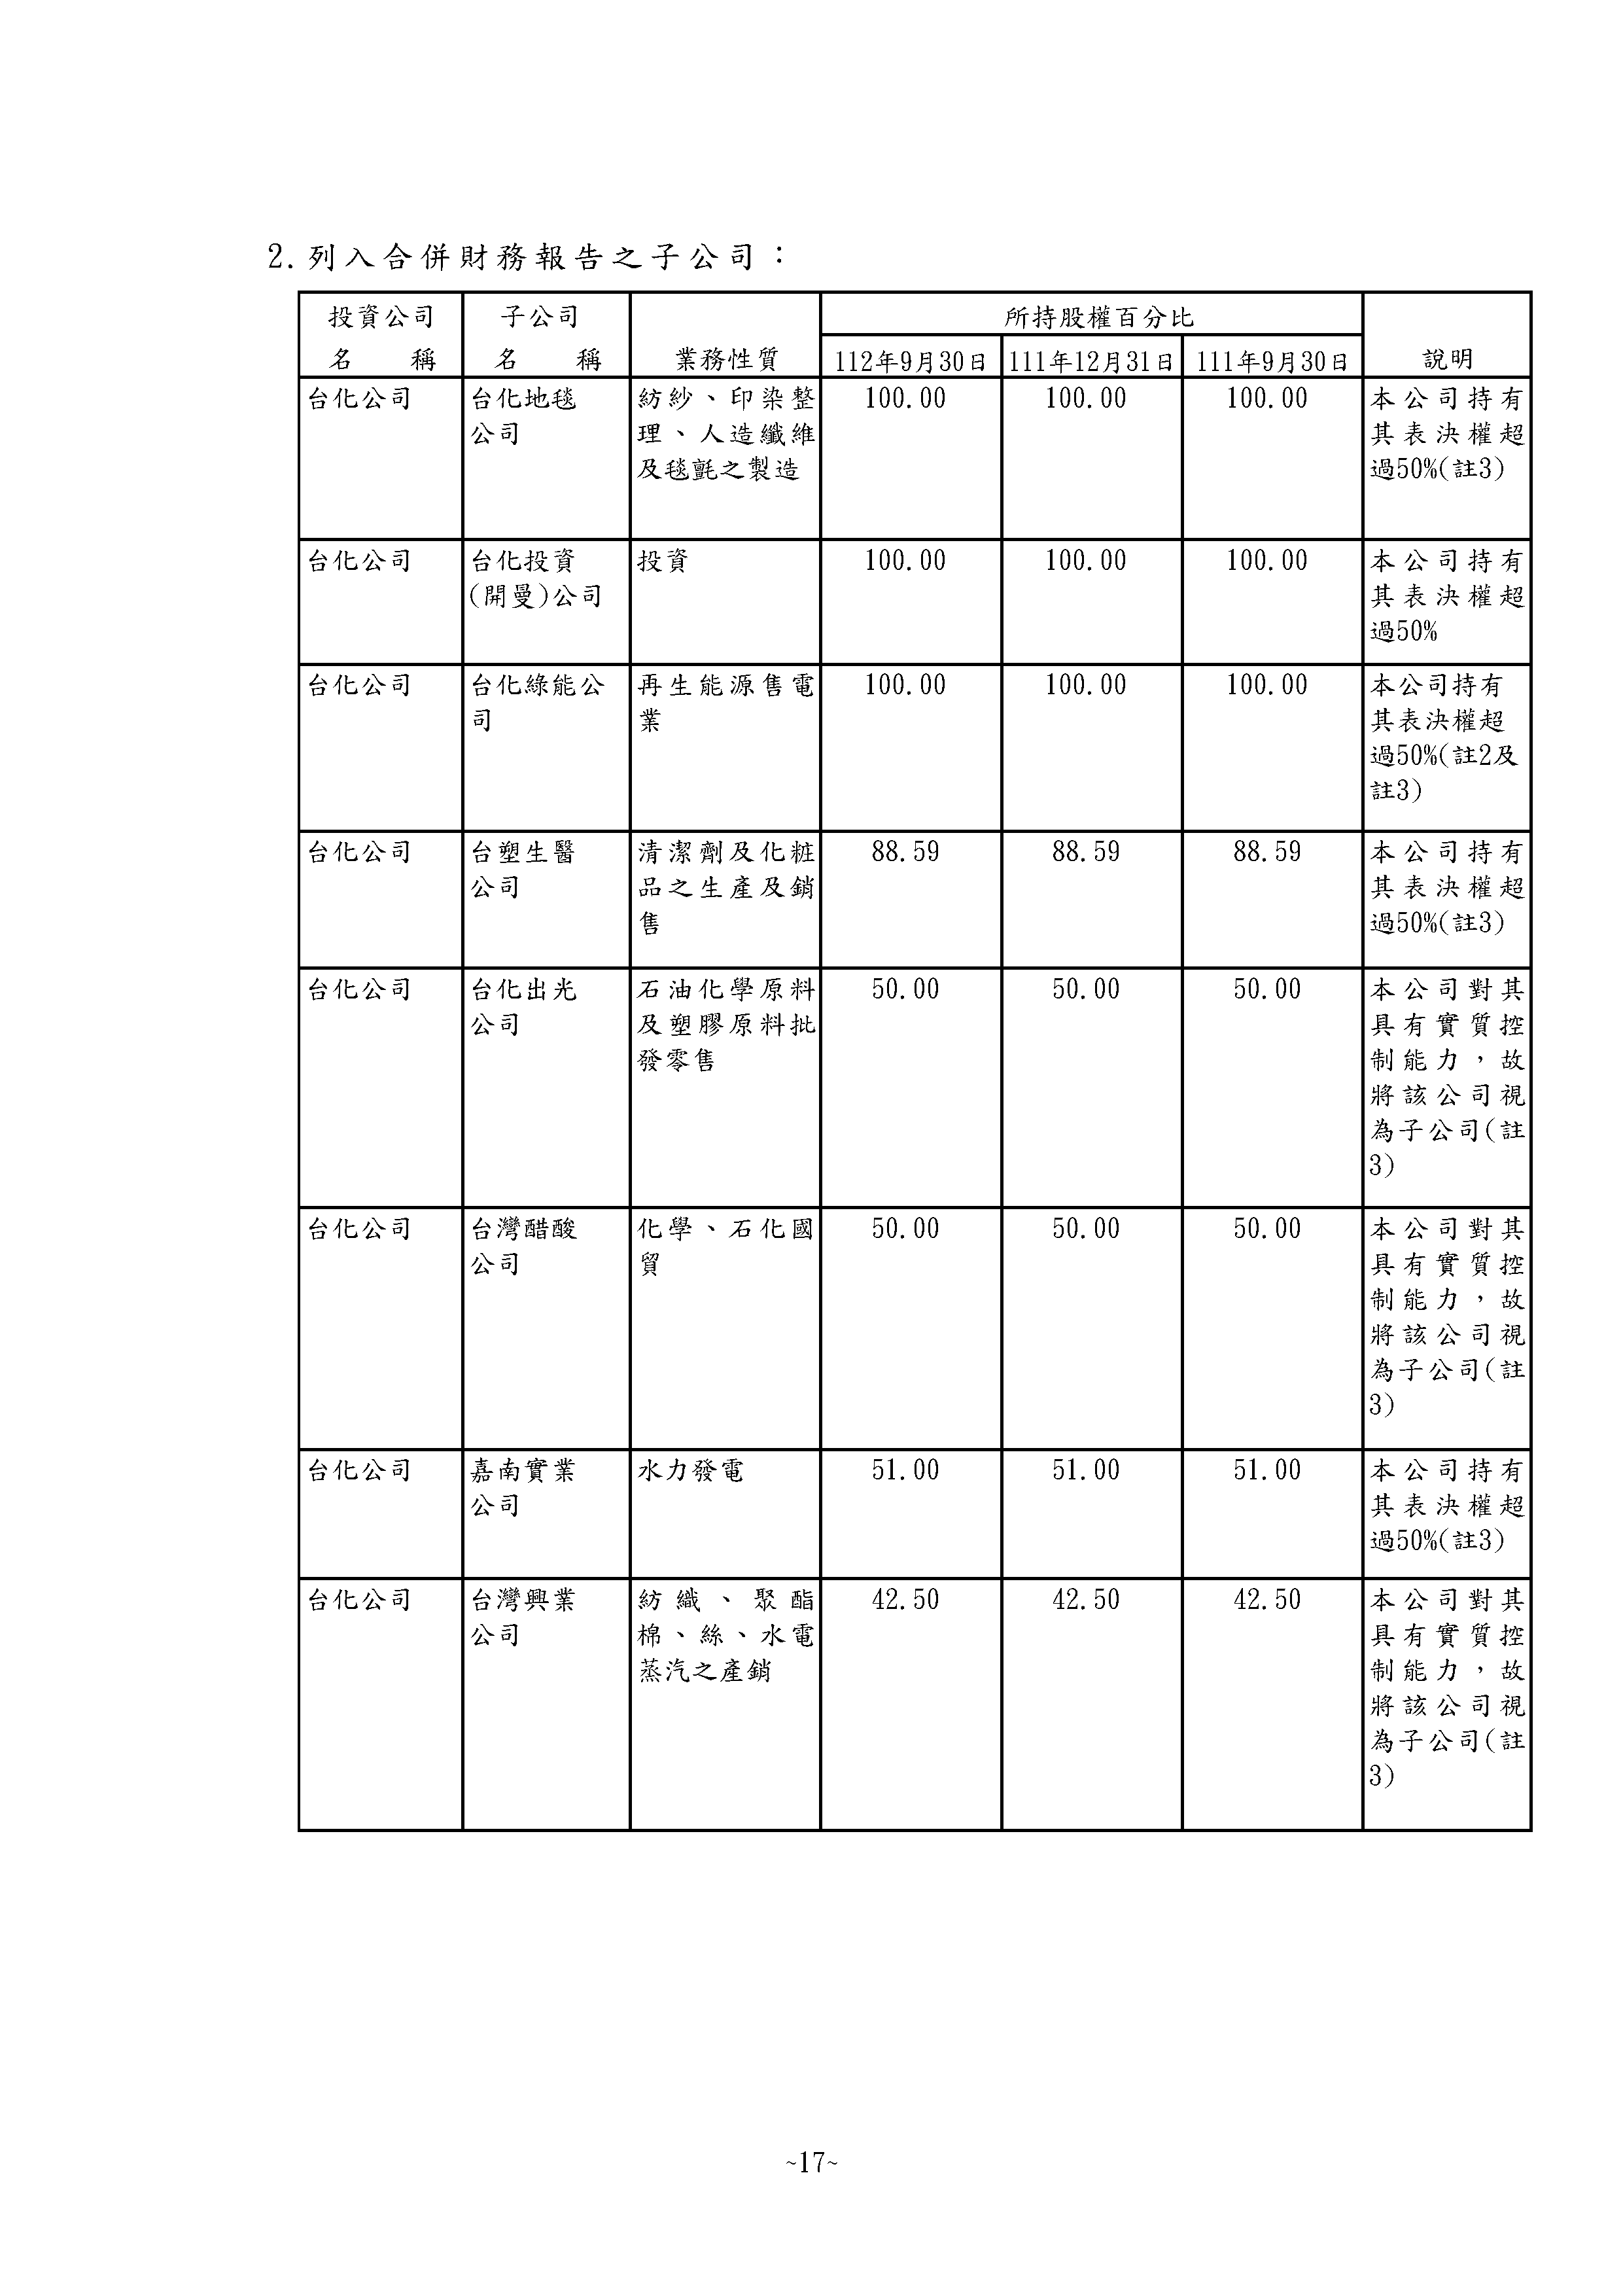 2.列入合併財務報告之子公司：
投資公司 子公司 所持股權百分比
名　稱 名　稱 業務性質 112年9月30日 111年12月31日 111年9月30日 說明
台化公司 台化地毯 紡紗、印染整 100.00 100.00 100.00 本公司持有
公司 理、人造纖維 其表決權超
及毯氈之製造 過50%(註3)
台化公司 台化投資 投資 100.00 100.00 100.00 本公司持有
(開曼)公司 其表決權超
過50%
台化公司 台化綠能公 再生能源售電 100.00 100.00 100.00 本公司持有
司 業 其表決權超
過50%(註2及
註3)
台化公司 台塑生醫 清潔劑及化粧 88.59 88.59 88.59 本公司持有
公司 品之生產及銷 其表決權超
售 過50%(註3)
台化公司 台化出光 石油化學原料 50.00 50.00 50.00 本公司對其
公司 及塑膠原料批 具有實質控
發零售 制能力，故
將該公司視
為子公司(註
3)
台化公司 台灣醋酸 化學、石化國 50.00 50.00 50.00 本公司對其
公司 貿 具有實質控
制能力，故
將該公司視
為子公司(註
3)
台化公司 嘉南實業 水力發電 51.00 51.00 51.00 本公司持有
公司 其表決權超
過50%(註3)
台化公司 台灣興業 紡織、聚酯 42.50 42.50 42.50 本公司對其
公司 棉、絲、水電 具有實質控
蒸汽之產銷 制能力，故
將該公司視
為子公司(註
3)
~17~